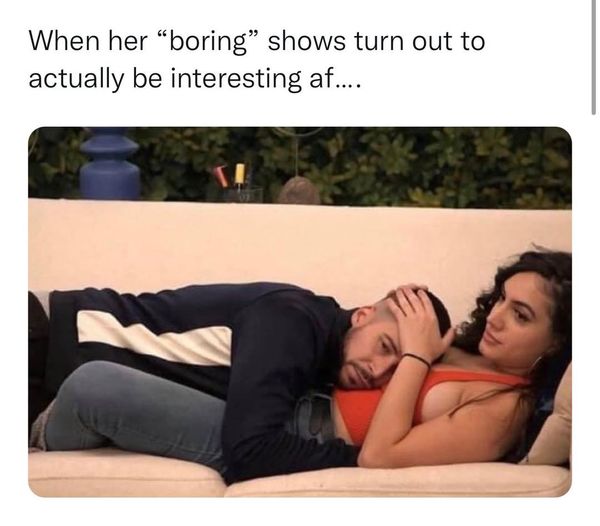 When her “boring” shows turn out to
actually be interesting af....